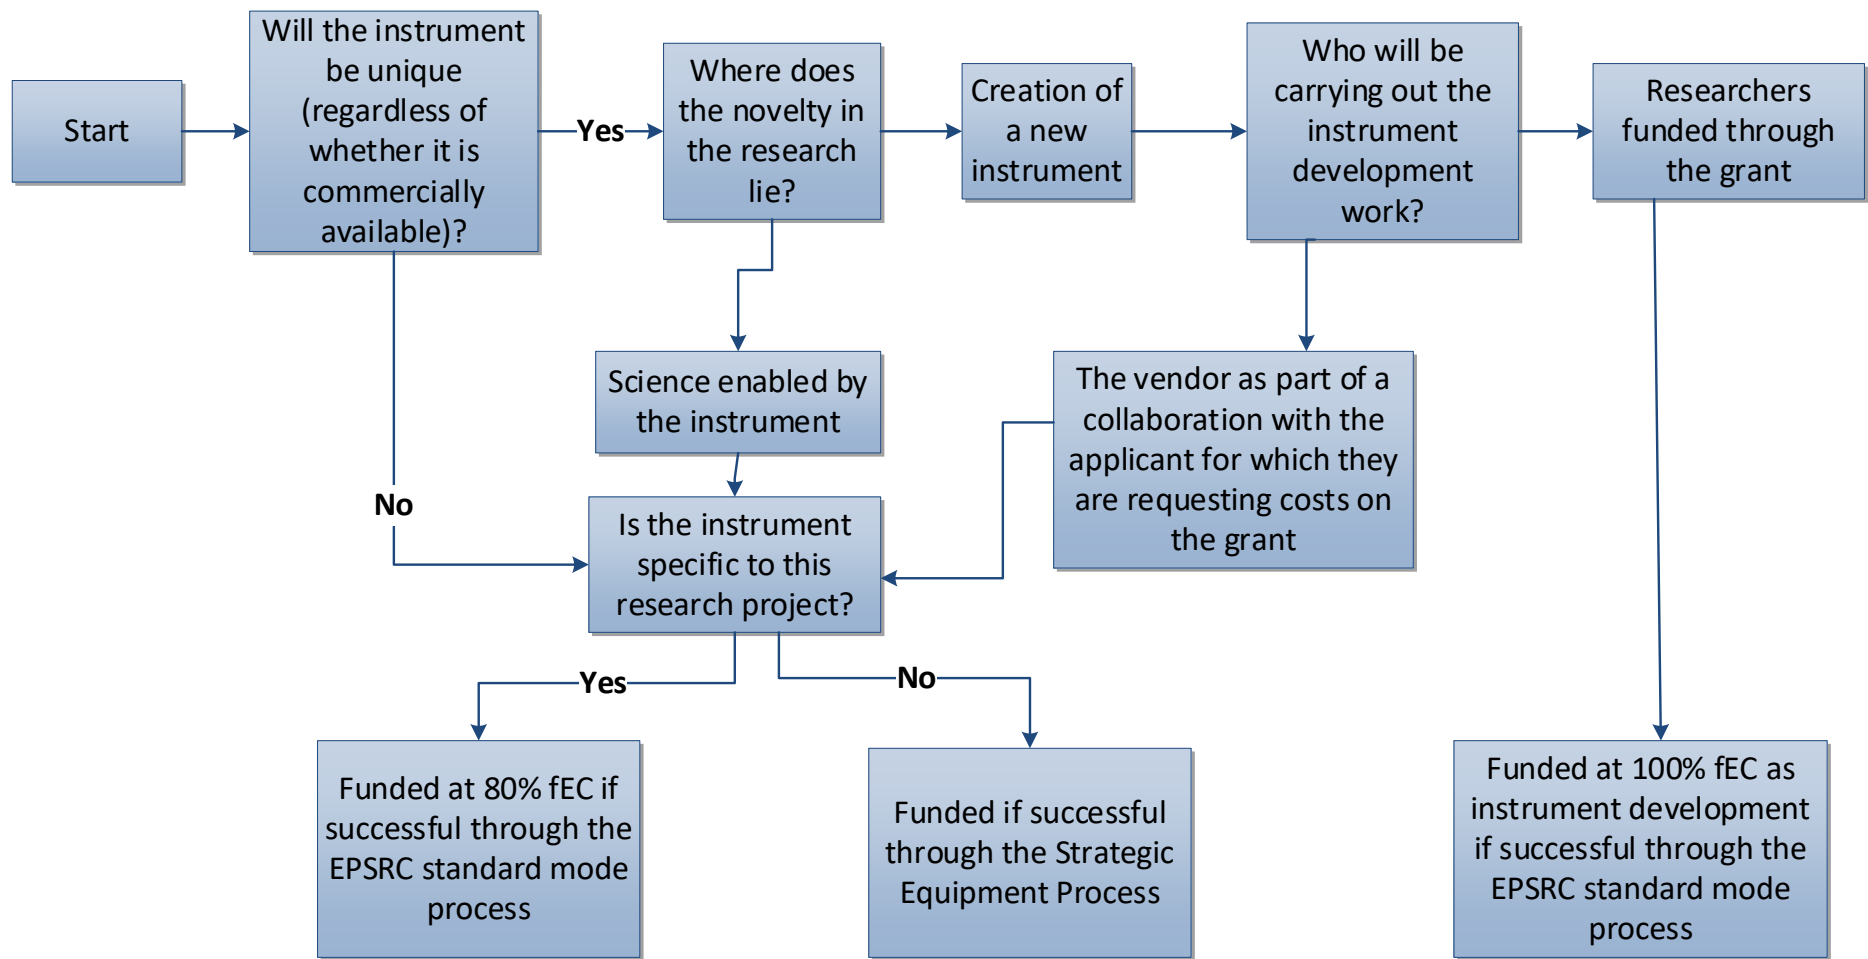 Start
Will the instrument
be unique
(regardless of
whether it is
commercially
available)?
Yes
Where does
the novelty in
the research
lie?
Creation of
a new
instrument
Who will be
carrying out the
instrument
development
work?
Researchers
funded through
the grant
Science enabled by
the instrument
The vendor as part of a
collaboration with the
applicant for which they
are requesting costs on
the grant
No
Is the instrument
specific to this
research project?
Yes
No
Funded at 80% fEC if
successful through the
EPSRC standard mode
process
Funded if successful
through the Strategic
Equipment Process
Funded at 100% fEC as
instrument development
if successful through the
EPSRC standard mode
process